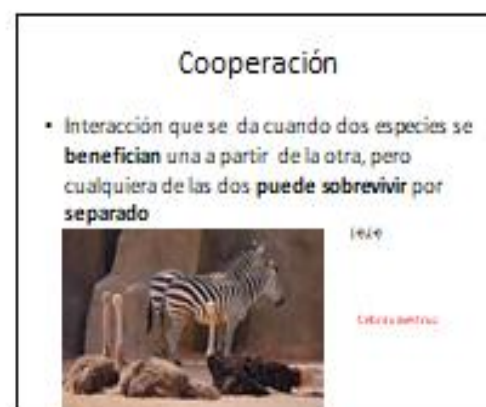 Cooperación
• Interacción que se da cuando dos especies se
benefician una a partir de la otra, pero
cualquiera de las dos puede sobrevivir por
separado